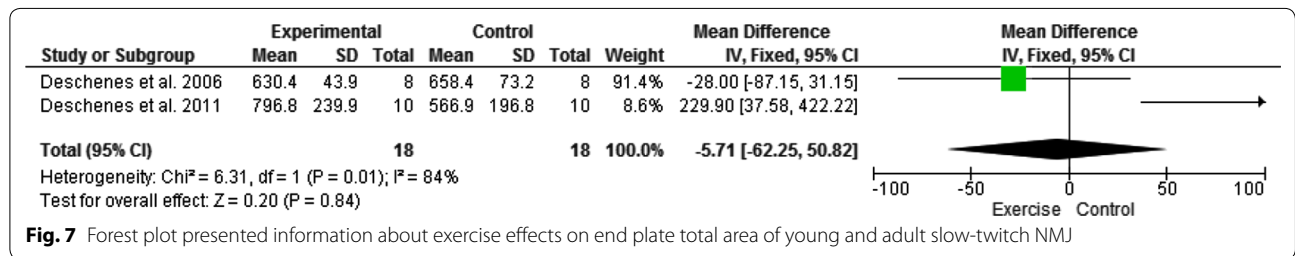 Experimental Control Mean Difference Mean Difference
Study or Subgroup Mean SD Total Mean SD Total Weight IV, Fixed, 95% CI IV, Fixed, 95% CI
Deschenes et al. 2006 630.4 43.9 8 658.4 73.2 8 91.4% -28.00 [-87.15, 31.15]
Deschenes et al. 2011 796.8 239.9 10 566.9 196.8 10 8.6% 229.90 [37.58, 422.22]
Total (95% CI) 18 18 100.0% -5.71 [-62.25, 50.82]
Heterogeneity: Chi² = 6.31, df = 1 (P = 0.01); I² = 84%
Test for overall effect: Z = 0.20 (P = 0.84)
-100 -50 0 50 100
Exercise Control
Fig. 7 Forest plot presented information about exercise effects on end plate total area of young and adult slow-twitch NMJ